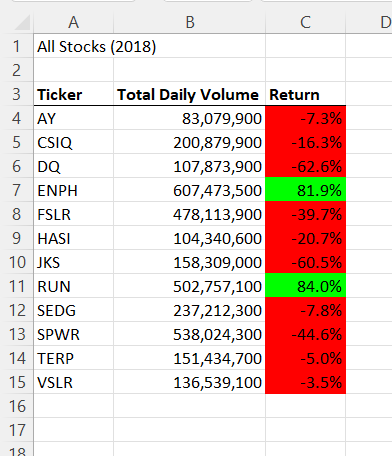 A B C D
1 All Stocks (2018)
2
3 Ticker Total Daily Volume Return
4 AY 83,079,900 -7.3%
5 CSIQ 200,879,900 -16.3%
6 DQ 107,873,900 -62.6%
7 ENPH 607,473,500 81.9%
8 FSLR 478,113,900 -39.7%
9 HASI 104,340,600 -20.7%
10 JKS 158,309,000 -60.5%
11 RUN 502,757,100 84.0%
12 SEDG 237,212,300 -7.8%
13 SPWR 538,024,300 -44.6%
14 TERP 151,434,700 -5.0%
15 VSLR 136,539,100 -3.5%
16
17
18